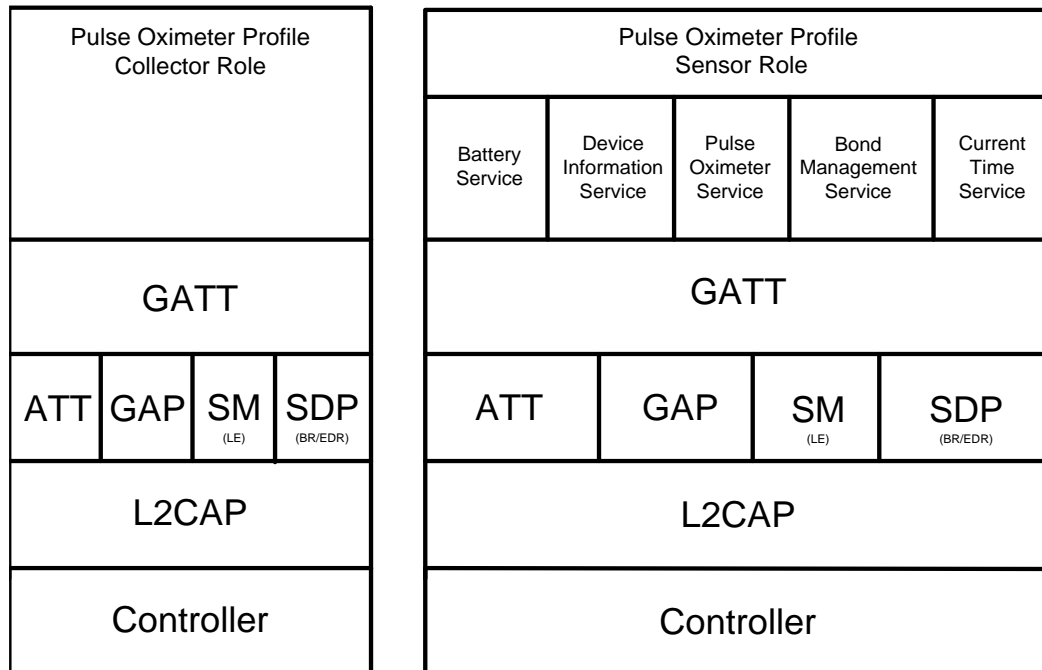 Pulse Oximeter Profile
Collector Role
GATT
ATT GAP SM SDP
(LE) (BR/EDR)
L2CAP
Controller
Pulse Oximeter Profile
Sensor Role
Battery
Service
Device
Information
Service
Pulse
Oximeter
Service
Bond
Management
Service
Current
Time
Service
GATT
ATT GAP SM SDP
(LE) (BR/EDR)
L2CAP
Controller